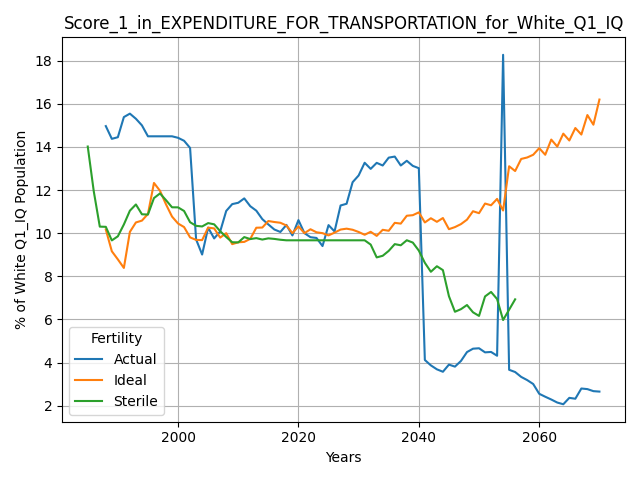 Score_1_in_EXPENDITURE_FOR_TRANSPORTATION_for_White_Q1_IQ
% of White Q1_IQ Population
18
16
14
12
10
8
6
4
2
Fertility
Actual
Ideal
Sterile
2000 2020 2040 2060
Years